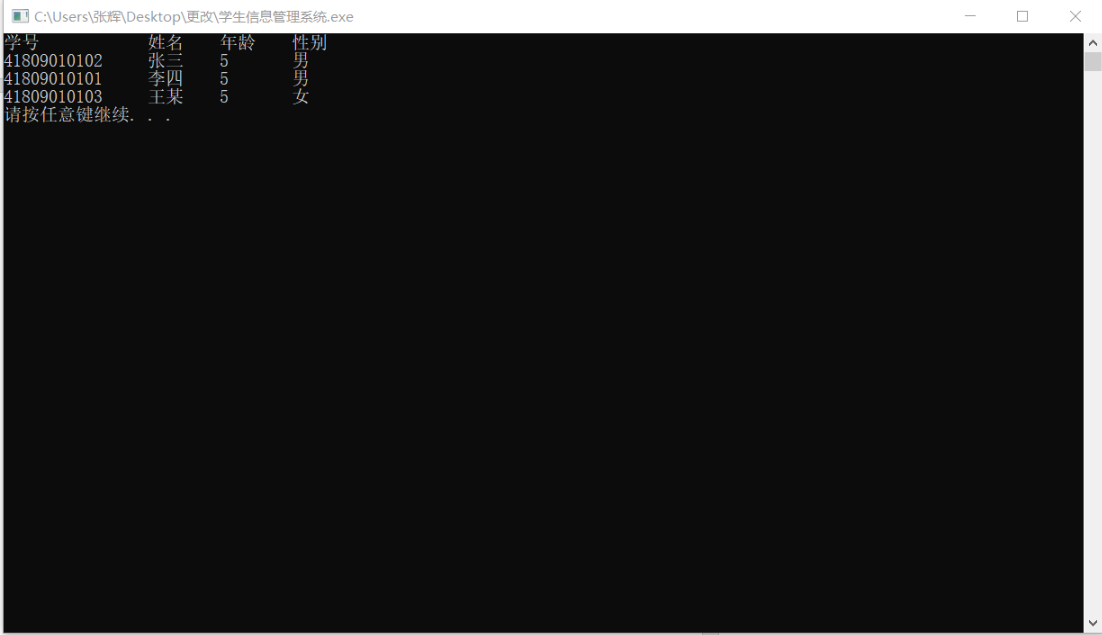 C:\Users\张辉\Desktop\更改\学生信息管理系统.exe
学号 姓名 年龄 性别
41809010102 张三 5 男
41809010101 李四 5 男
41809010103 王某 5 女
请按任意键继续. . .